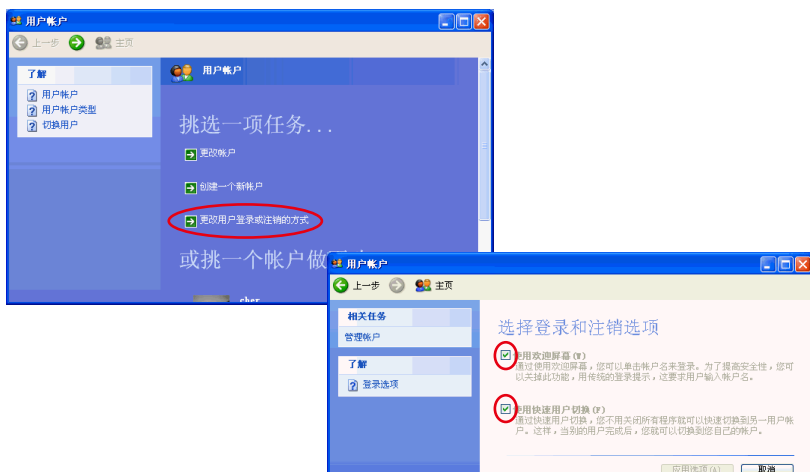 用户帐户
上一步 主页
了解
用户帐户
用户帐户类型
切换用户
用户帐户
挑选一项任务...
更改帐户
创建一个新帐户
更改用户登录或注销的方式
或挑一个帐户做
cher
用户帐户
上一步 主页
相关任务
管理帐户
了解
登录选项
选择登录和注销选项
使用欢迎屏幕(W)
通过使用欢迎屏幕，您可以单击帐户名来登录。为了提高安全性，您可
以关掉此功能，用传统的登录提示，这要求用户输入帐户名。
使用快速用户切换(F)
通过快速用户切换，您不用关闭所有程序就可以快速切换到另一用户帐
户。这样，当别的用户完成后，您就可以切换到您自己的帐户。
应用选项(A) 取消